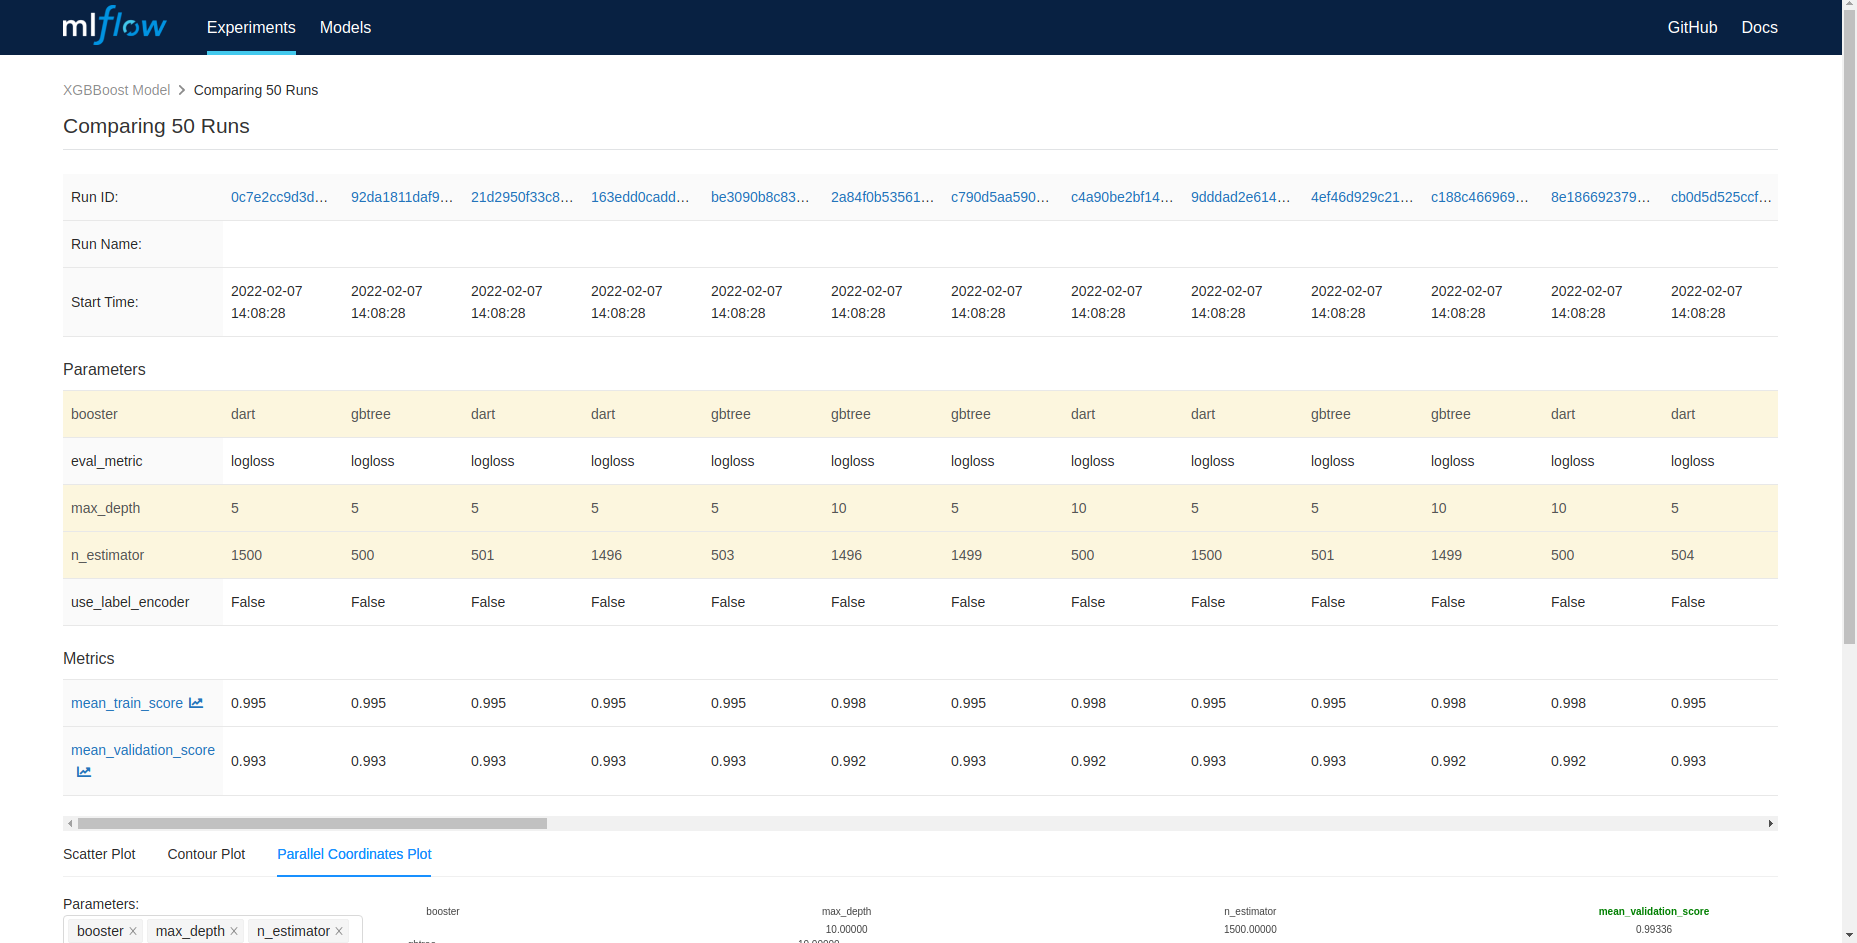 mlflow Experiments Models GitHub Docs
XGBBoost Model > Comparing 50 Runs
Comparing 50 Runs
Run ID: 0c7e2cc9d3d... 92da1811daf9... 21d2950f33c8... 163edd0cadd... be3090b8c83... 2a84f0b53561... c790d5aa590... c4a90be2bf14... 9dddad2e614... 4ef46d929c21... c188c466969... 8e186692379... cb0d5d525ccf...
Run Name:
Start Time: 2022-02-07 14:08:28 2022-02-07 14:08:28 2022-02-07 14:08:28 2022-02-07 14:08:28 2022-02-07 14:08:28 2022-02-07 14:08:28 2022-02-07 14:08:28 2022-02-07 14:08:28 2022-02-07 14:08:28 2022-02-07 14:08:28 2022-02-07 14:08:28 2022-02-07 14:08:28 2022-02-07 14:08:28
Parameters
booster dart gbtree dart dart gbtree gbtree gbtree dart dart gbtree gbtree dart dart
eval_metric logloss logloss logloss logloss logloss logloss logloss logloss logloss logloss logloss logloss logloss
max_depth 5 5 5 5 5 10 5 10 5 5 10 10 5
n_estimator 1500 500 501 1496 503 1496 1499 500 1500 501 1499 500 504
use_label_encoder False False False False False False False False False False False False False
Metrics
mean_train_score 0.995 0.995 0.995 0.995 0.995 0.998 0.995 0.998 0.995 0.995 0.998 0.998 0.995
mean_validation_score 0.993 0.993 0.993 0.993 0.993 0.992 0.993 0.992 0.993 0.993 0.992 0.992 0.993
Scatter Plot Contour Plot Parallel Coordinates Plot
Parameters:
booster × max_depth × n_estimator ×
booster max_depth n_estimator mean_validation_score
10.00000 1500.00000 0.99336
gbtree 10.00000